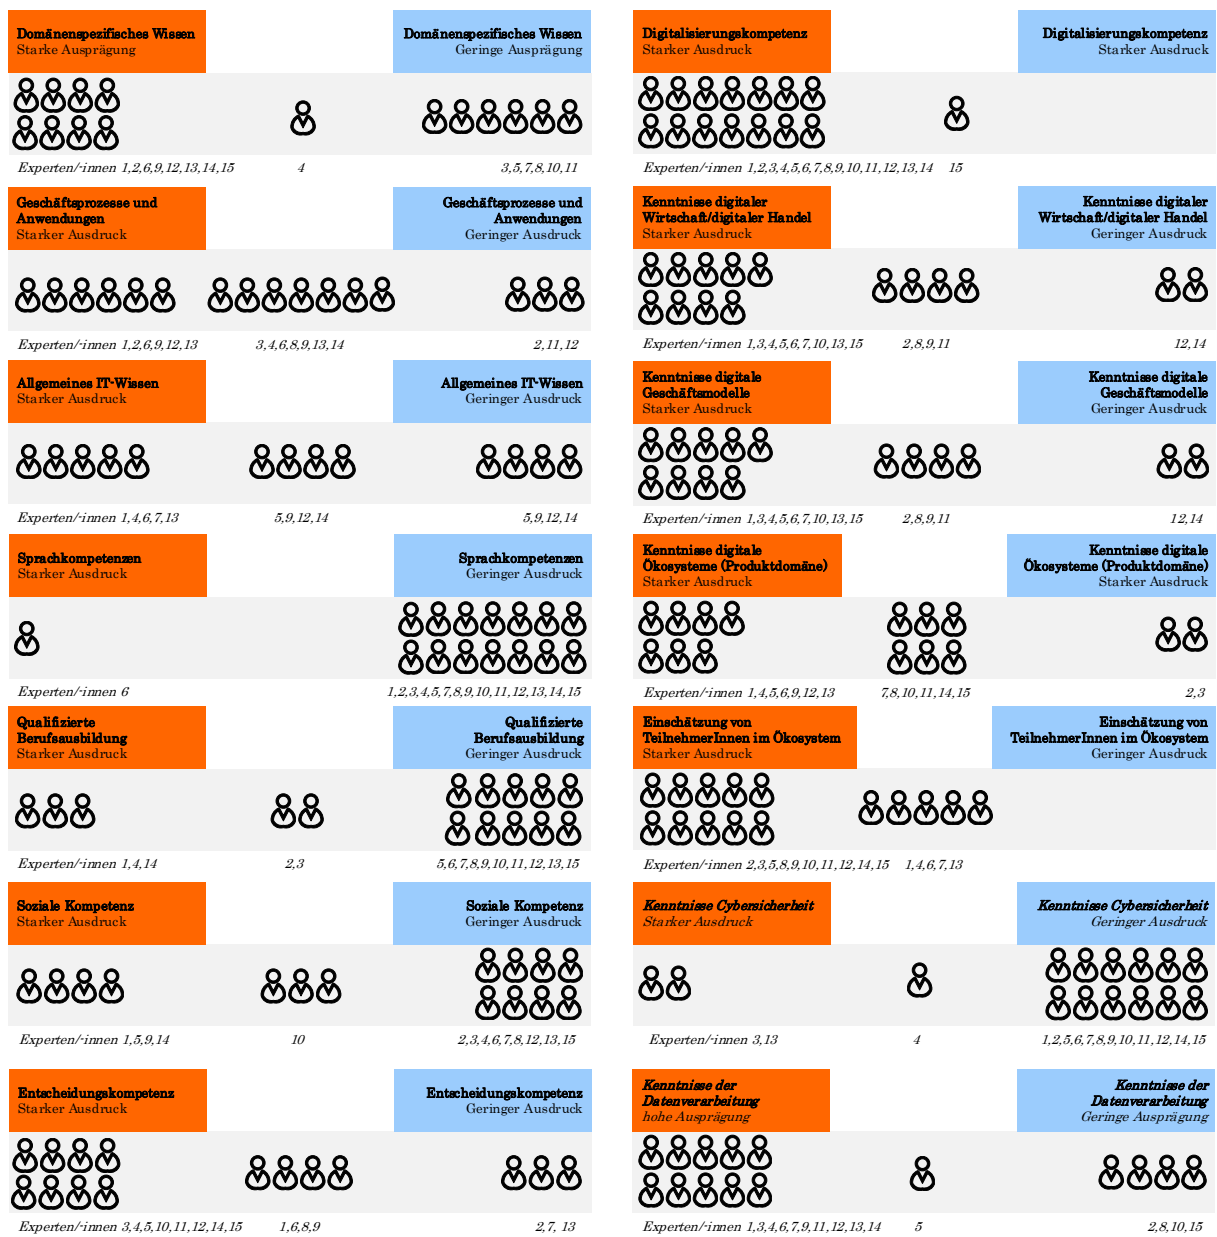 Domänenspezifisches Wissen
Starke Ausprägung
Domänenspezifisches Wissen
Geringe Ausprägung
Experten/-innen 1,2,6,9,12,13,14,15
4
3,5,7,8,10,11
Geschäftsprozesse und
Anwendungen
Starker Ausdruck
Geschäftsprozesse und
Anwendungen
Geringer Ausdruck
Experten/-innen 1,2,6,9,12,13
3,4,6,8,9,13,14
2,11,12
Allgemeines IT-Wissen
Starker Ausdruck
Allgemeines IT-Wissen
Geringer Ausdruck
Experten/-innen 1,4,6,7,13
5,9,12,14
5,9,12,14
Sprachkompetenzen
Starker Ausdruck
Sprachkompetenzen
Geringer Ausdruck
Experten/-innen 6
1,2,3,4,5,7,8,9,10,11,12,13,14,15
Qualifizierte
Berufsausbildung
Starker Ausdruck
Qualifizierte
Berufsausbildung
Geringer Ausdruck
Experten/-innen 1,4,14
2,3
5,6,7,8,9,10,11,12,13,15
Soziale Kompetenz
Starker Ausdruck
Soziale Kompetenz
Geringer Ausdruck
Experten/-innen 1,5,9,14
10
2,3,4,6,7,8,12,13,15
Entscheidungskompetenz
Starker Ausdruck
Entscheidungskompetenz
Geringer Ausdruck
Experten/-innen 3,4,5,10,11,12,14,15
1,6,8,9
2,7, 13
Digitalisierungskompetenz
Starker Ausdruck
Digitalisierungskompetenz
Starker Ausdruck
Experten/-innen 1,2,3,4,5,6,7,8,9,10,11,12,13,14
15
Kenntnisse digitaler
Wirtschaft/digitaler Handel
Starker Ausdruck
Kenntnisse digitaler
Wirtschaft/digitaler Handel
Geringer Ausdruck
Experten/-innen 1,3,4,5,6,7,10,13,15
2,8,9,11
12,14
Kenntnisse digitale
Geschäftsmodelle
Starker Ausdruck
Kenntnisse digitale
Geschäftsmodelle
Geringer Ausdruck
Experten/-innen 1,3,4,5,6,7,10,13,15
2,8,9,11
12,14
Kenntnisse digitale
Ökosysteme (Produktdomäne)
Starker Ausdruck
Kenntnisse digitale
Ökosysteme (Produktdomäne)
Starker Ausdruck
Experten/-innen 1,4,5,6,9,12,13
7,8,10,11,14,15
2,3
Einschätzung von
TeilnehmerInnen im Ökosystem
Starker Ausdruck
Einschätzung von
TeilnehmerInnen im Ökosystem
Geringer Ausdruck
Experten/-innen 2,3,5,8,9,10,11,12,14,15
1,4,6,7,13
Kenntnisse Cybersicherheit
Starker Ausdruck
Kenntnisse Cybersicherheit
Geringer Ausdruck
Experten/-innen 3,13
4
1,2,5,6,7,8,9,10,11,12,14,15
Kenntnisse der
Datenverarbeitung
hohe Ausprägung
Kenntnisse der
Datenverarbeitung
Geringe Ausprägung
Experten/-innen 1,3,4,6,7,9,11,12,13,14
5
2,8,10,15